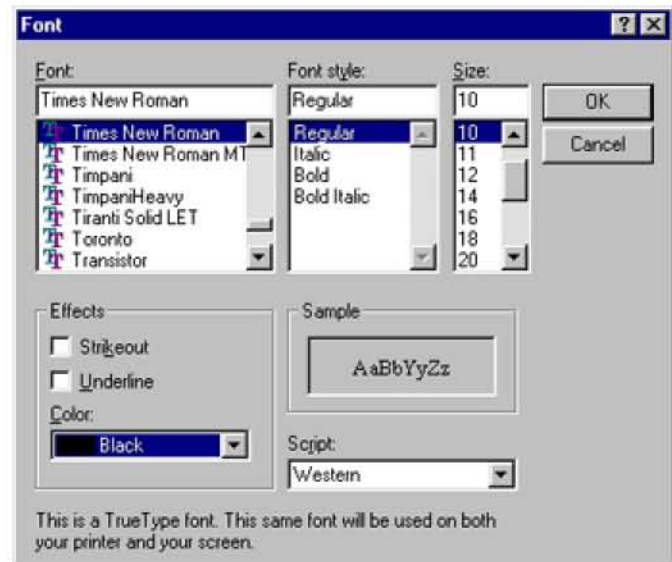 Font
Font:
Times New Roman
Times New Roman
Times New Roman MT
Timpani
TimpaniHeavy
Tiranti Solid LET
Toronto
Transistor
Font style:
Regular
Regular
Italic
Bold
Bold Italic
Size:
10
10
11
12
14
16
18
20
OK
Cancel
Effects
Strikeout
Underline
Color:
Black
Sample
AaBbYyZz
Script:
Western
This is a TrueType font. This same font will be used on both
your printer and your screen.